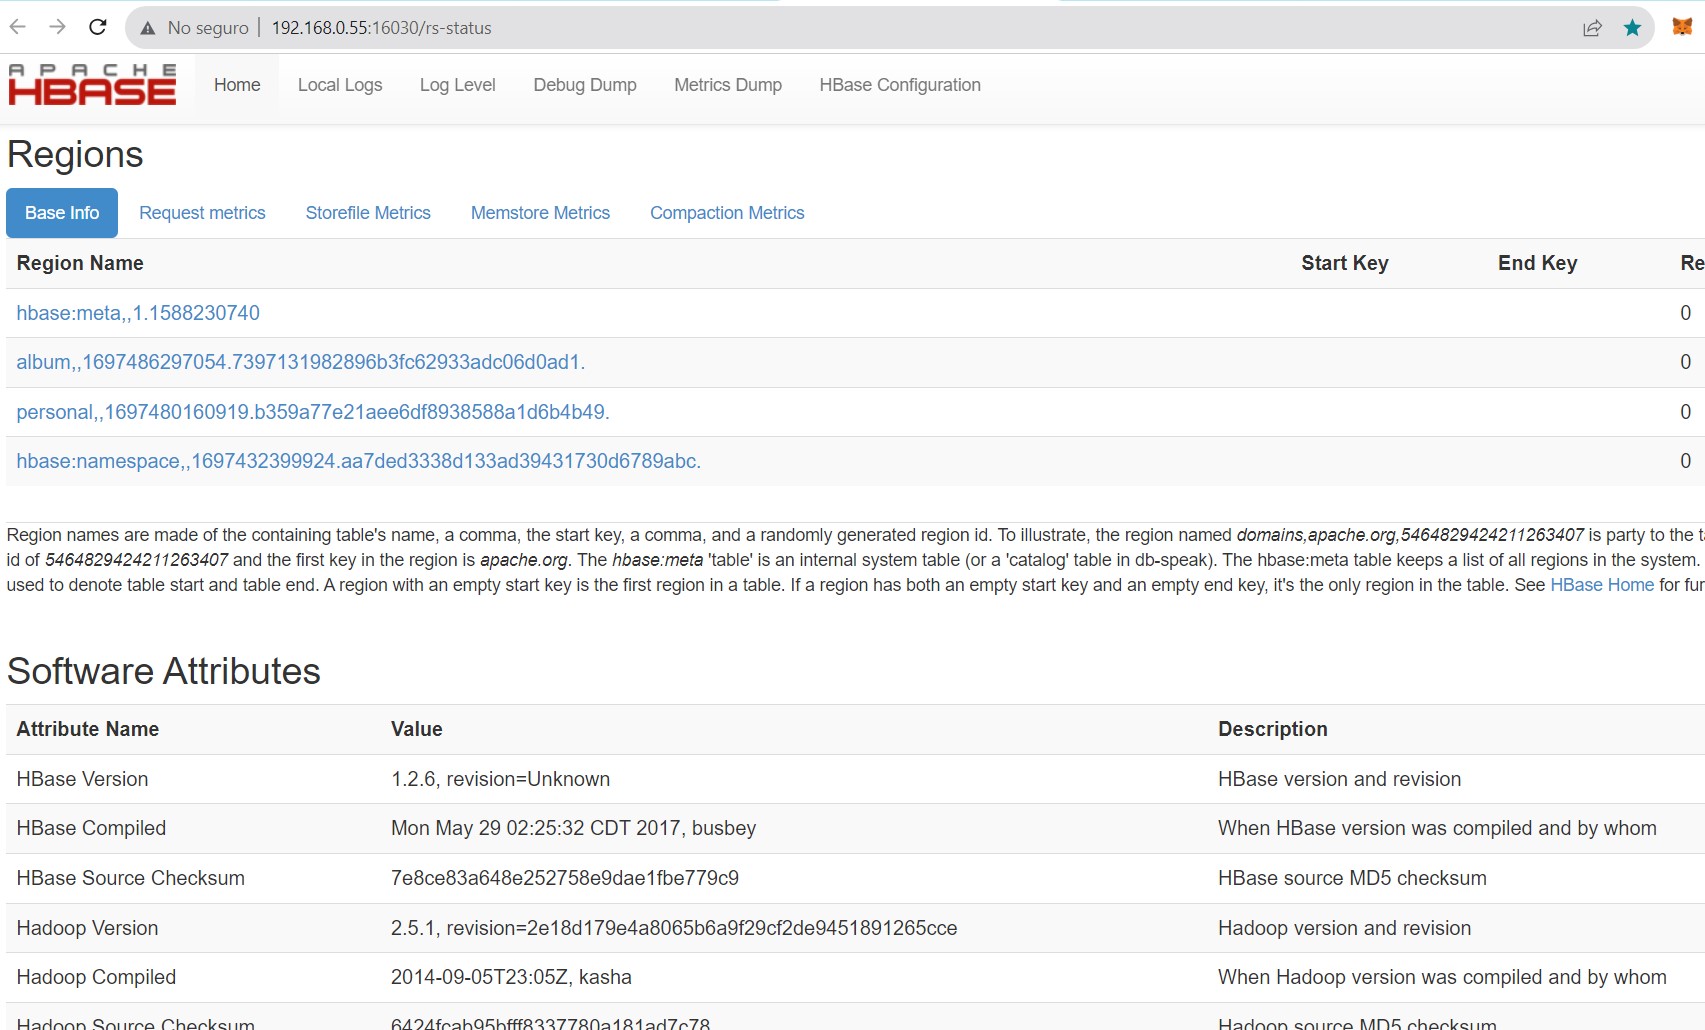 No seguro | 192.168.0.55:16030/rs-status
APACHE
HBASE
Home Local Logs Log Level Debug Dump Metrics Dump HBase Configuration
Regions
Base Info Request metrics Storefile Metrics Memstore Metrics Compaction Metrics
Region Name Start Key End Key Re
hbase:meta,,1.1588230740 0
album,,1697486297054.7397131982896b3fc62933adc06d0ad1. 0
personal,,1697480160919.b359a77e21aee6df8938588a1d6b4b49. 0
hbase:namespace,,1697432399924.aa7ded3338d133ad39431730d6789abc. 0
Region names are made of the containing table's name, a comma, the start key, a comma, and a randomly generated region id. To illustrate, the region named domains,apache.org,5464829424211263407 is party to the t
id of 5464829424211263407 and the first key in the region is apache.org. The hbase:meta 'table' is an internal system table (or a 'catalog' table in db-speak). The hbase:meta table keeps a list of all regions in the system.
used to denote table start and table end. A region with an empty start key is the first region in a table. If a region has both an empty start key and an empty end key, it's the only region in the table. See HBase Home for fur
Software Attributes
Attribute Name Value Description
HBase Version 1.2.6, revision=Unknown HBase version and revision
HBase Compiled Mon May 29 02:25:32 CDT 2017, busbey When HBase version was compiled and by whom
HBase Source Checksum 7e8ce83a648e252758e9dae1fbe779c9 HBase source MD5 checksum
Hadoop Version 2.5.1, revision=2e18d179e4a8065b6a9f29cf2de9451891265cce Hadoop version and revision
Hadoop Compiled 2014-09-05T23:05Z, kasha When Hadoop version was compiled and by whom
Hadoop Source Checksum 6424fcab95bfff8337780a181ad7c78 Hadoop source MD5 checksum